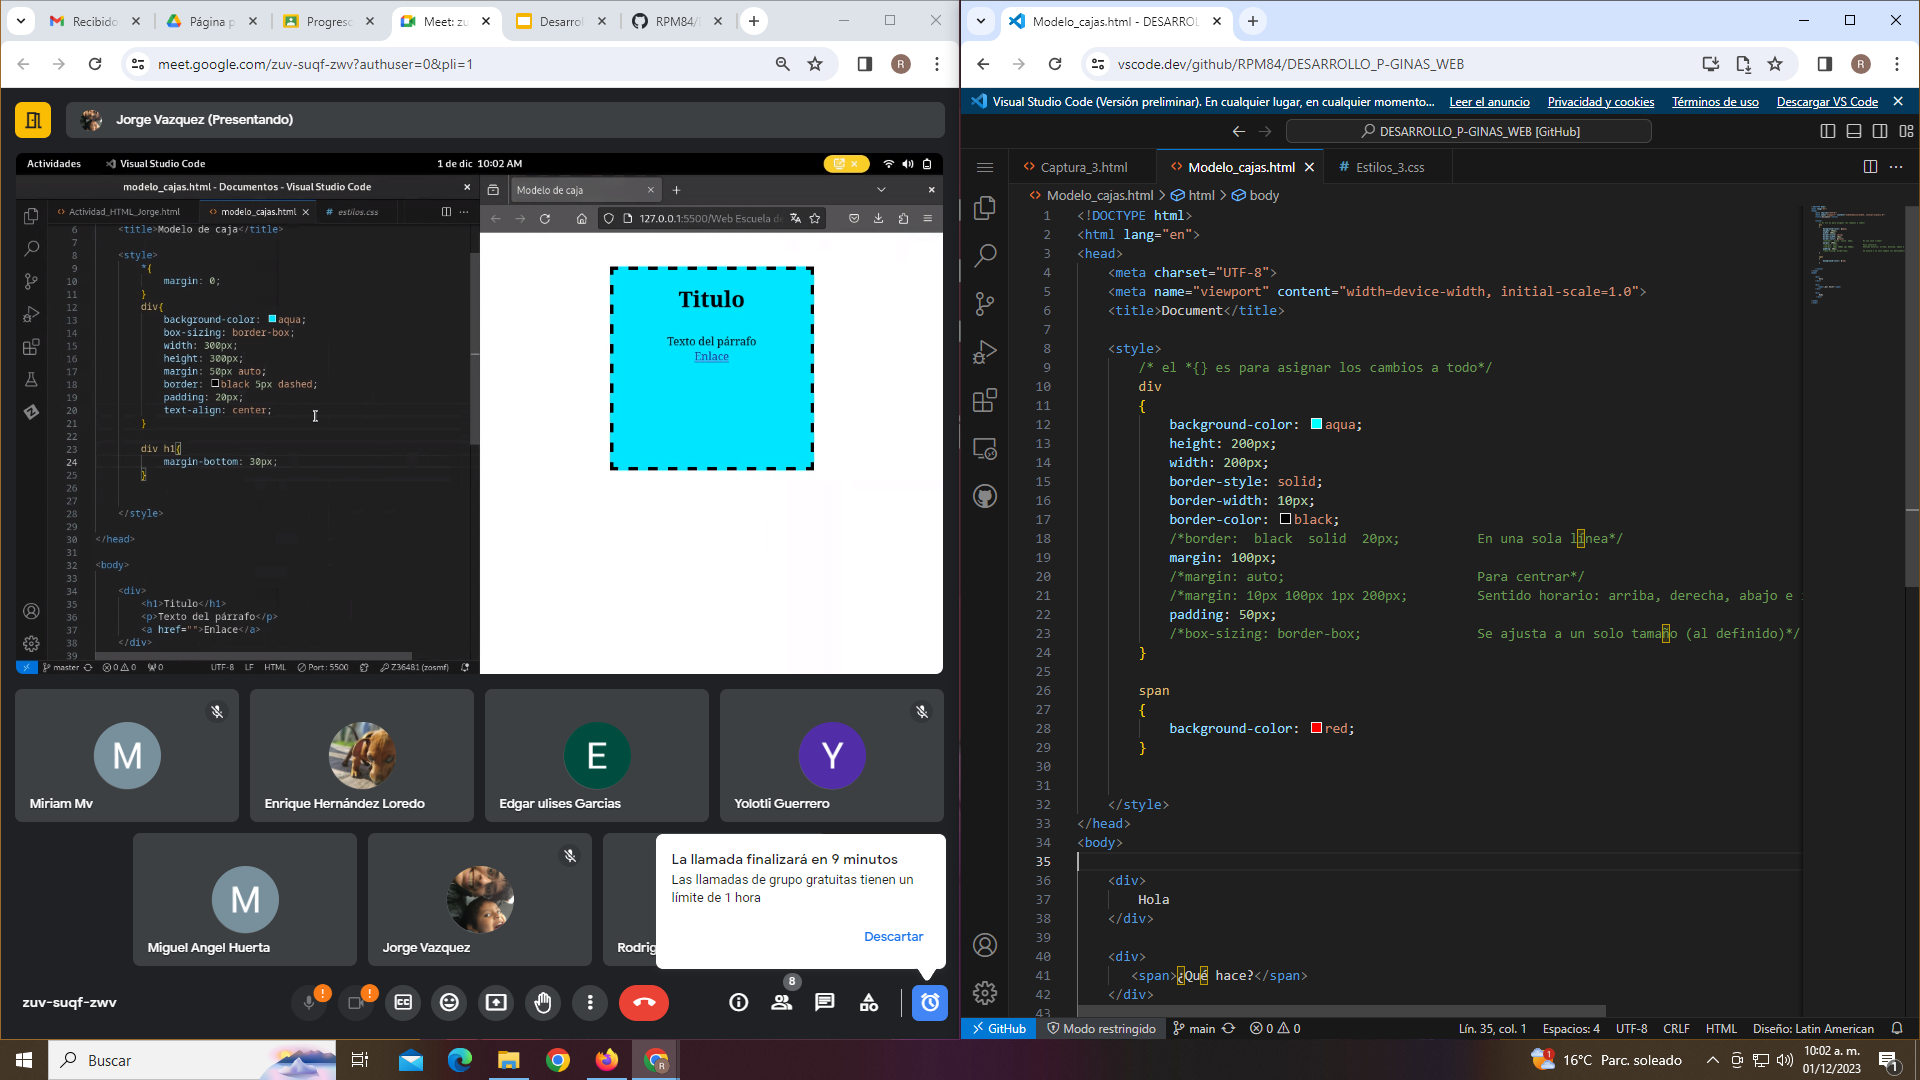 Recibido
Página p
Progreso
Meet: zu
Desarrol
RPM84/
meet.google.com/zuv-suqf-zwv?authuser=0&pli=1
R
Jorge Vazquez (Presentando)
Actividades
Visual Studio Code
1 de dic 10:02 AM
modelo_cajas.html - Documentos - Visual Studio Code
Actividad_HTML_Jorge.html
modelo_cajas.html
# estilos.css
6 <title>Modelo de caja</title>
7
8 <style>
9 *{
10 margin: 0;
11 }
12 div{
13 background-color: aqua;
14 box-sizing: border-box;
15 width: 300px;
16 height: 300px;
17 margin: 50px auto;
18 border: black 5px dashed;
19 padding: 20px;
20 text-align: center;
21 }
22
23 div h1{
24 margin-bottom: 30px;
25 }
26
27
28 </style>
29
30 </head>
31
32 <body>
33
34 <div>
35 <h1>Titulo</h1>
36 <p>Texto del párrafo</p>
37 <a href="">Enlace</a>
38 </div>
39
master
0 0
0
UTF-8
LF
HTML
Port: 5500
Z36481 (zosmf)
Modelo de caja
127.0.0.1:5500/Web Escuela de
Titulo
Texto del párrafo
Enlace
M
Miriam Mv
Enrique Hernández Loredo
E
Edgar ulises Garcias
Y
Yolotli Guerrero
M
Miguel Angel Huerta
Jorge Vazquez
Rodrig
La llamada finalizará en 9 minutos
Las llamadas de grupo gratuitas tienen un
límite de 1 hora
Descartar
zuv-suqf-zwv
8
Modelo_cajas.html - DESARROL
vscode.dev/github/RPM84/DESARROLLO_P-GINAS_WEB
R
Visual Studio Code (Versión preliminar). En cualquier lugar, en cualquier momento...
Leer el anuncio
Privacidad y cookies
Términos de uso
Descargar VS Code
DESARROLLO_P-GINAS_WEB [GitHub]
Captura_3.html
Modelo_cajas.html
# Estilos_3.css
Modelo_cajas.html > html > body
1 <!DOCTYPE html>
2 <html lang="en">
3 <head>
4 <meta charset="UTF-8">
5 <meta name="viewport" content="width=device-width, initial-scale=1.0">
6 <title>Document</title>
7
8 <style>
9 /* el *{} es para asignar los cambios a todo*/
10 div
11 {
12 background-color: aqua;
13 height: 200px;
14 width: 200px;
15 border-style: solid;
16 border-width: 10px;
17 border-color: black;
18 /*border: black solid 20px; En una sola línea*/
19 margin: 100px;
20 /*margin: auto; Para centrar*/
21 /*margin: 10px 100px 1px 200px; Sentido horario: arriba, derecha, abajo e
22 padding: 50px;
23 /*box-sizing: border-box; Se ajusta a un solo tamaño (al definido)*/
24 }
25
26 span
27 {
28 background-color: red;
29 }
30
31
32 </style>
33 </head>
34 <body>
35
36 <div>
37 Hola
38 </div>
39
40 <div>
41 <span>¿Qué hace?</span>
42 </div>
43
GitHub
Modo restringido
main
0 0
Lín. 35, col. 1
Espacios: 4
UTF-8
CRLF
HTML
Diseño: Latin American
Buscar
R
1
16°C Parc. soleado
10:02 a. m.
01/12/2023
1